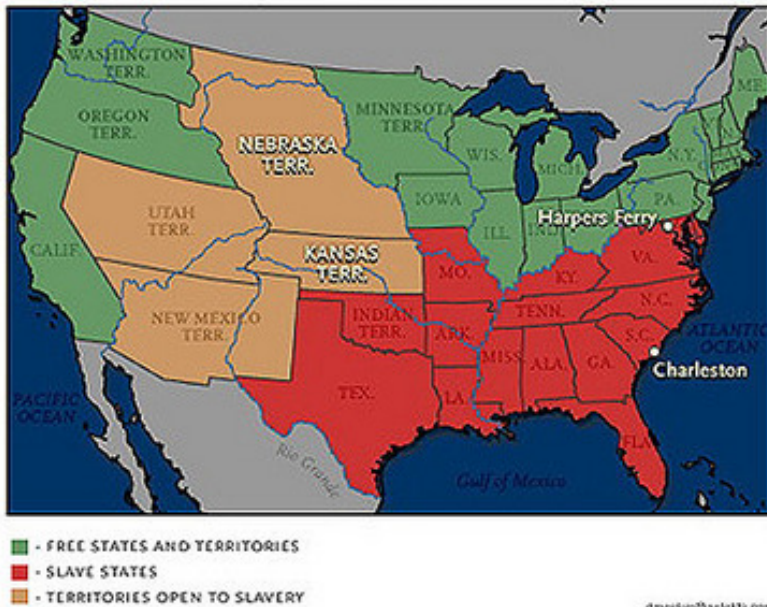 WASHINGTON
TERR.
OREGON
TERR.
MINNESOTA
TERR.
ME.
NEBRASKA
TERR.
WIS.
MICH.
N.Y.
IOWA
PA.
UTAH
TERR.
Harpers Ferry
ILL.
IND.
CALIF.
KANSAS
TERR.
MO.
KY.
VA.
NEW MEXICO
TERR.
INDIAN
TERR.
TENN.
N.C.
ARK.
S.C.
ATLANTIC
OCEAN
MISS.
ALA.
GA.
Charleston
PACIFIC
OCEAN
TEX.
LA.
FLA.
Rio Grande
Gulf of Mexico
- FREE STATES AND TERRITORIES
- SLAVE STATES
- TERRITORIES OPEN TO SLAVERY